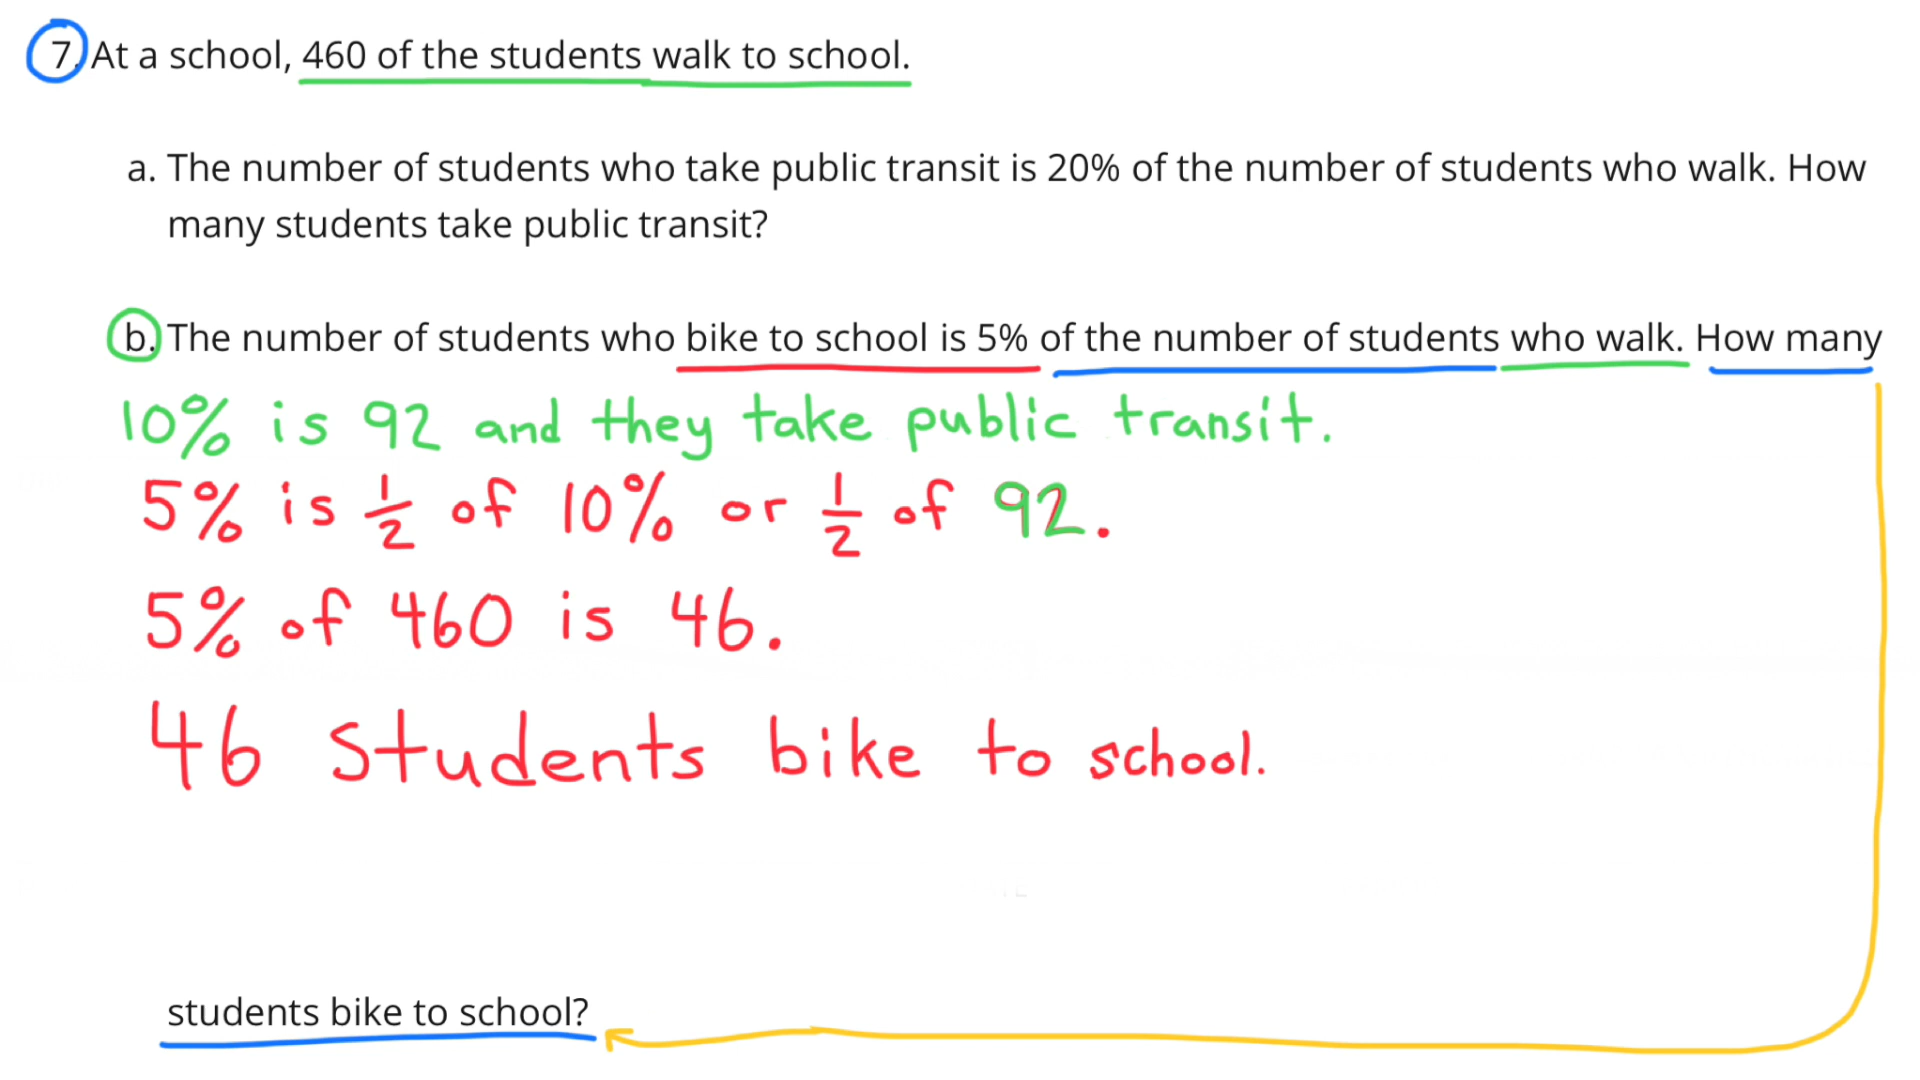 7. At a school, 460 of the students walk to school.
a. The number of students who take public transit is 20% of the number of students who walk. How
many students take public transit?
b. The number of students who bike to school is 5% of the number of students who walk. How many
10% is 92 and they take public transit.
5% is 1/2 of 10% or 1/2 of 92.
5% of 460 is 46.
46 students bike to school.
students bike to school?